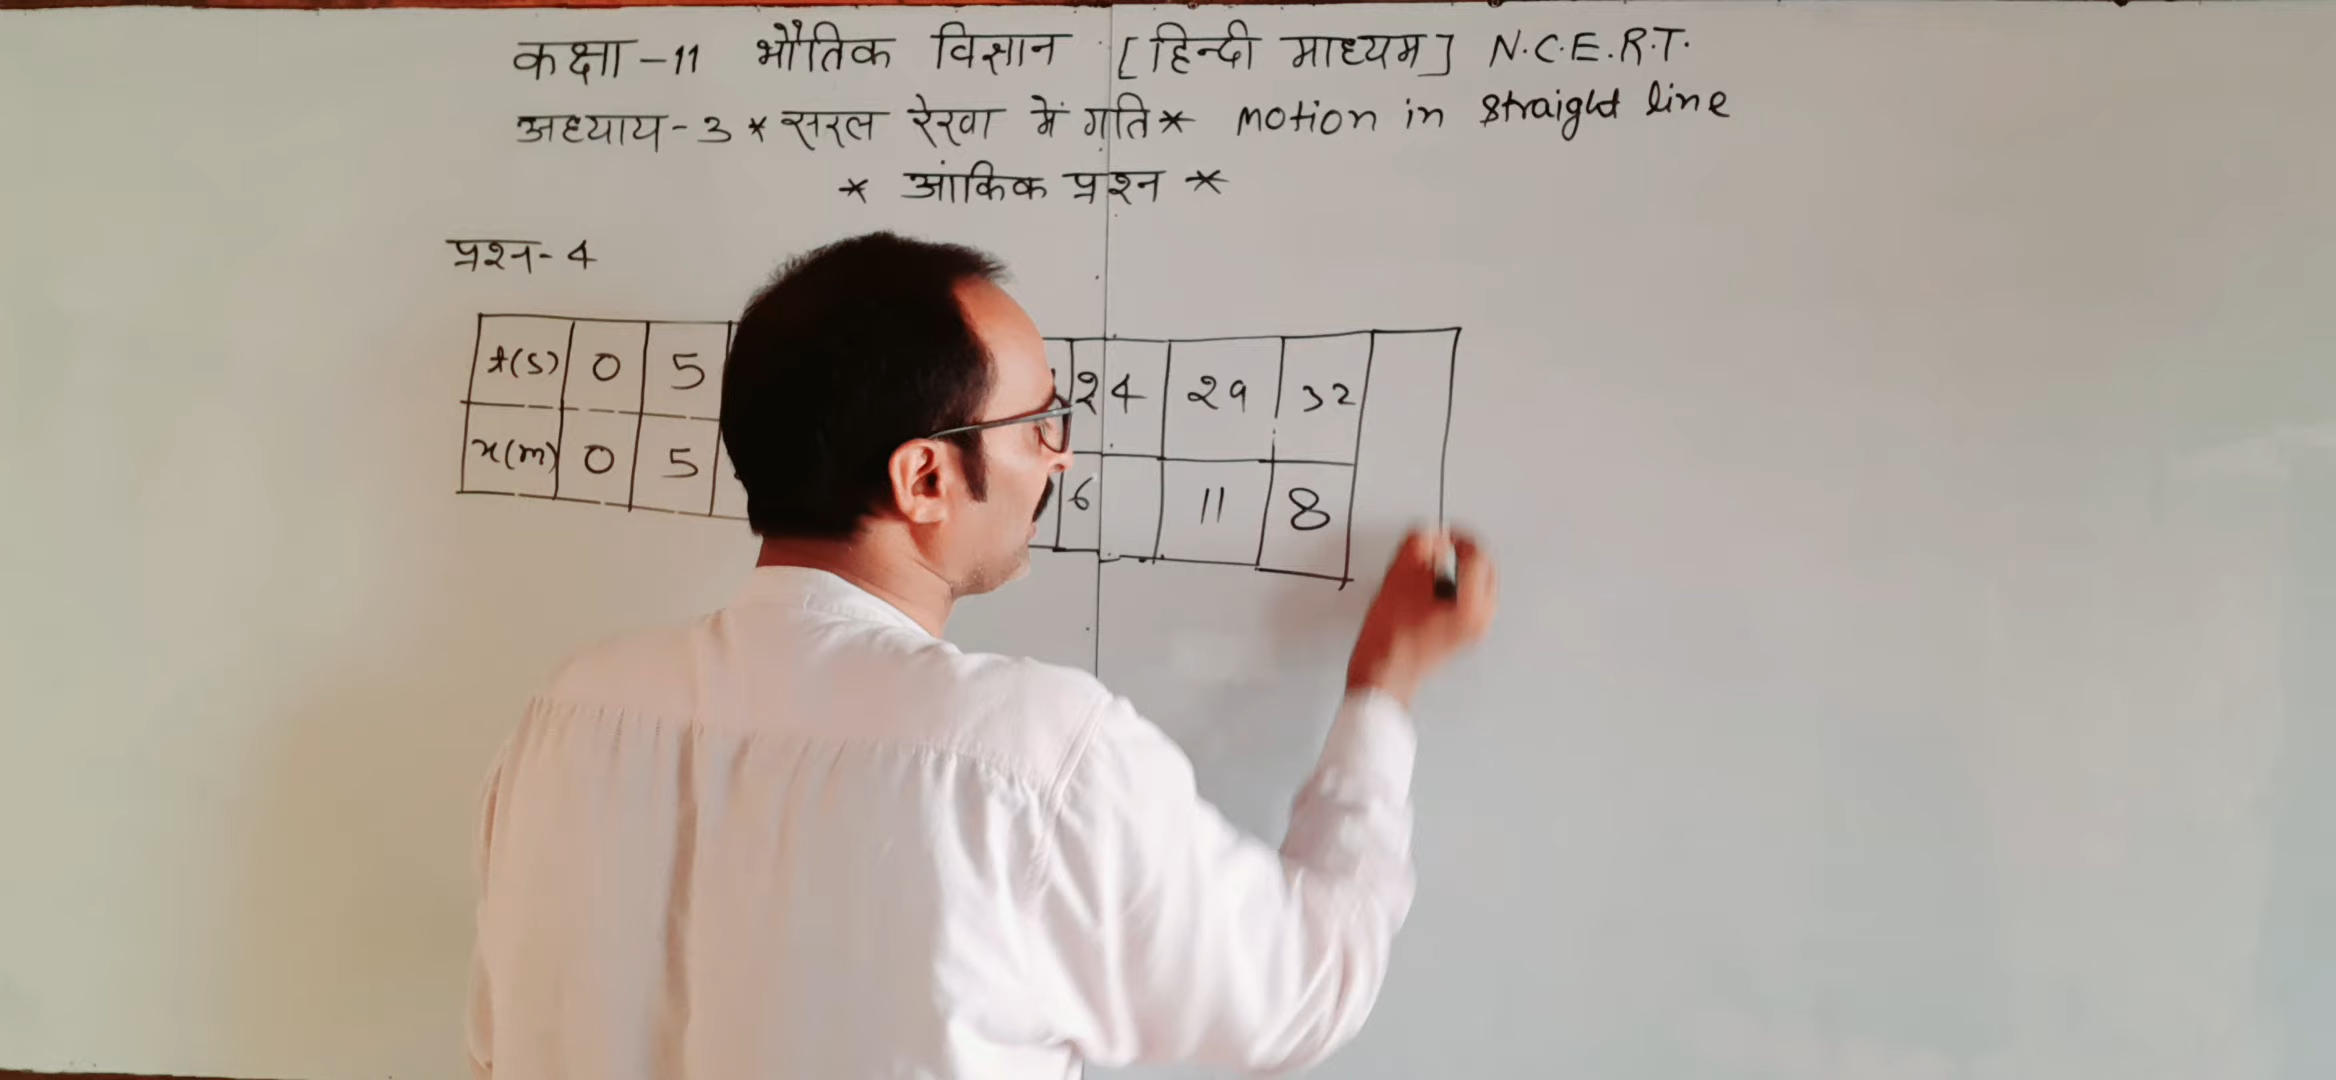 कक्षा -11 भौतिक विज्ञान [हिन्दी माध्यम] N.C.E.R.T.
अध्याय-3 * सरल रेखा में गति * motion in straight line
* आंकिक प्रश्न *
प्रश्न-4
t(s) 0 5 24 29 32
x(m) 0 5 6 11 8